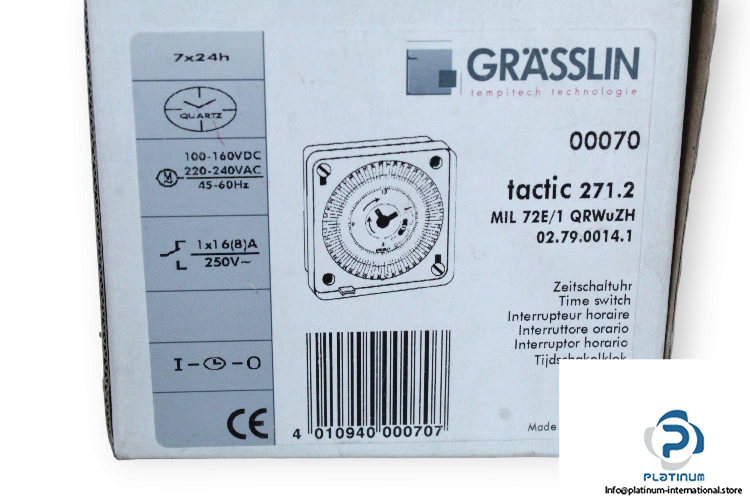 7x24h
QUARTZ
M
100-160VDC
220-240VAC
45-60Hz
1x16(8)A
250V~
I - O
CE
GRÄSSLIN
tempitech technologie
00070
tactic 271.2
MIL 72E/1 QRWuZH
02.79.0014.1
Zeitschaltuhr
Time switch
Interrupteur horaire
Interruttore orario
Interruptor horario
Tijdschakelklok
4 010940 000707
Made
PLATINUM
Info@platinum-international.store